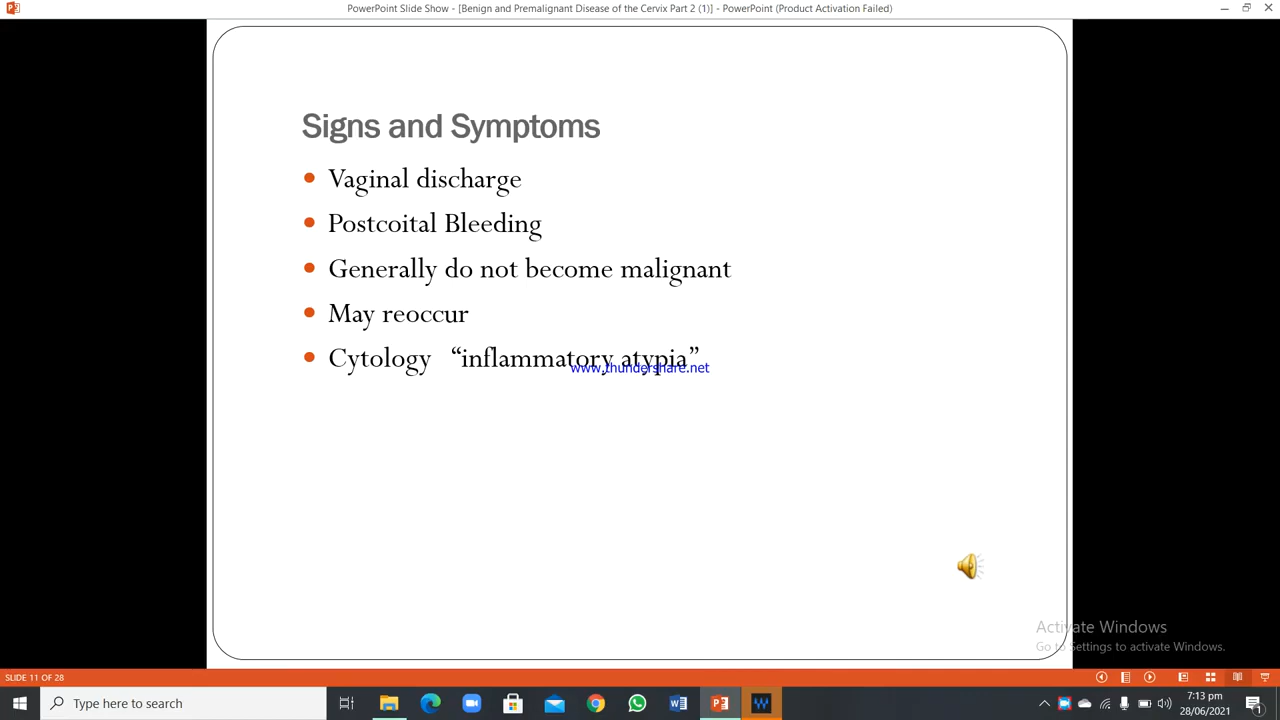 PowerPoint Slide Show - [Benign and Premalignant Disease of the Cervix Part 2 (1)] - PowerPoint (Product Activation Failed)
Signs and Symptoms
Vaginal discharge
Postcoital Bleeding
Generally do not become malignant
May reoccur
Cytology “inflammatory atypia”
www.thundershare.net
Activate Windows
Go to Settings to activate Windows.
SLIDE 11 OF 28
Type here to search
7:13 pm
28/06/2021
1